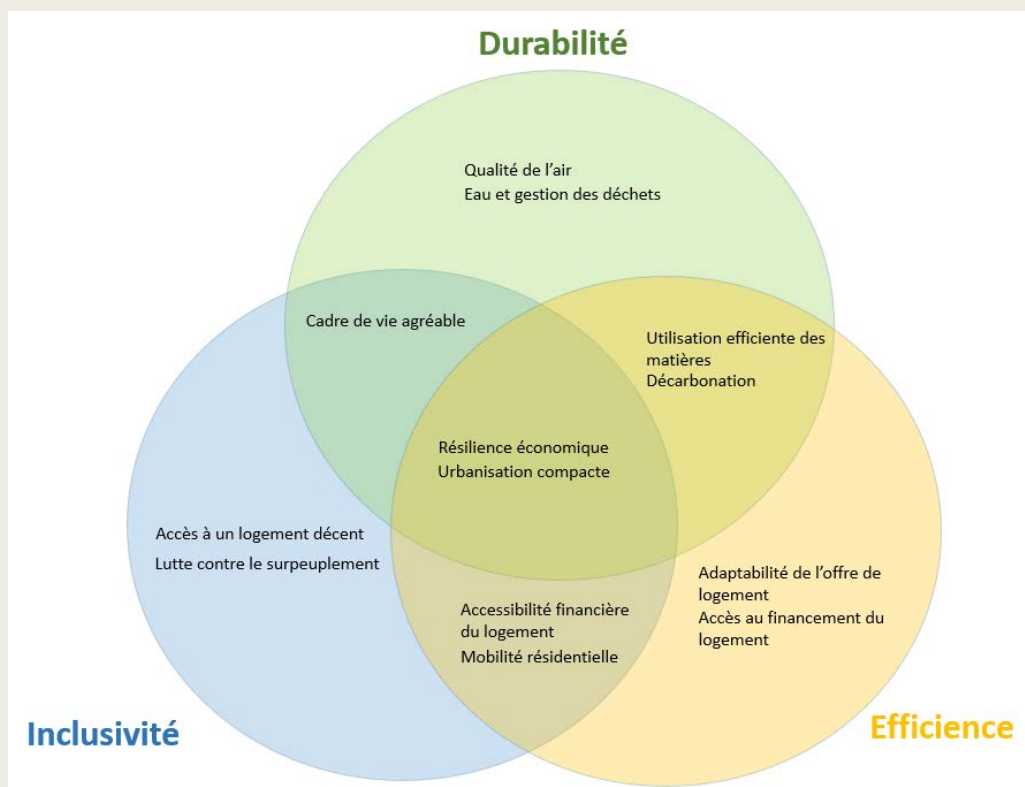 Durabilité
Qualité de l’air
Eau et gestion des déchets
Cadre de vie agréable
Utilisation efficiente des
matières
Décarbonation
Résilience économique
Urbanisation compacte
Accès à un logement décent
Lutte contre le surpeuplement
Adaptabilité de l’offre de
logement
Accès au financement du
logement
Accessibilité financière
du logement
Mobilité résidentielle
Inclusivité
Efficience